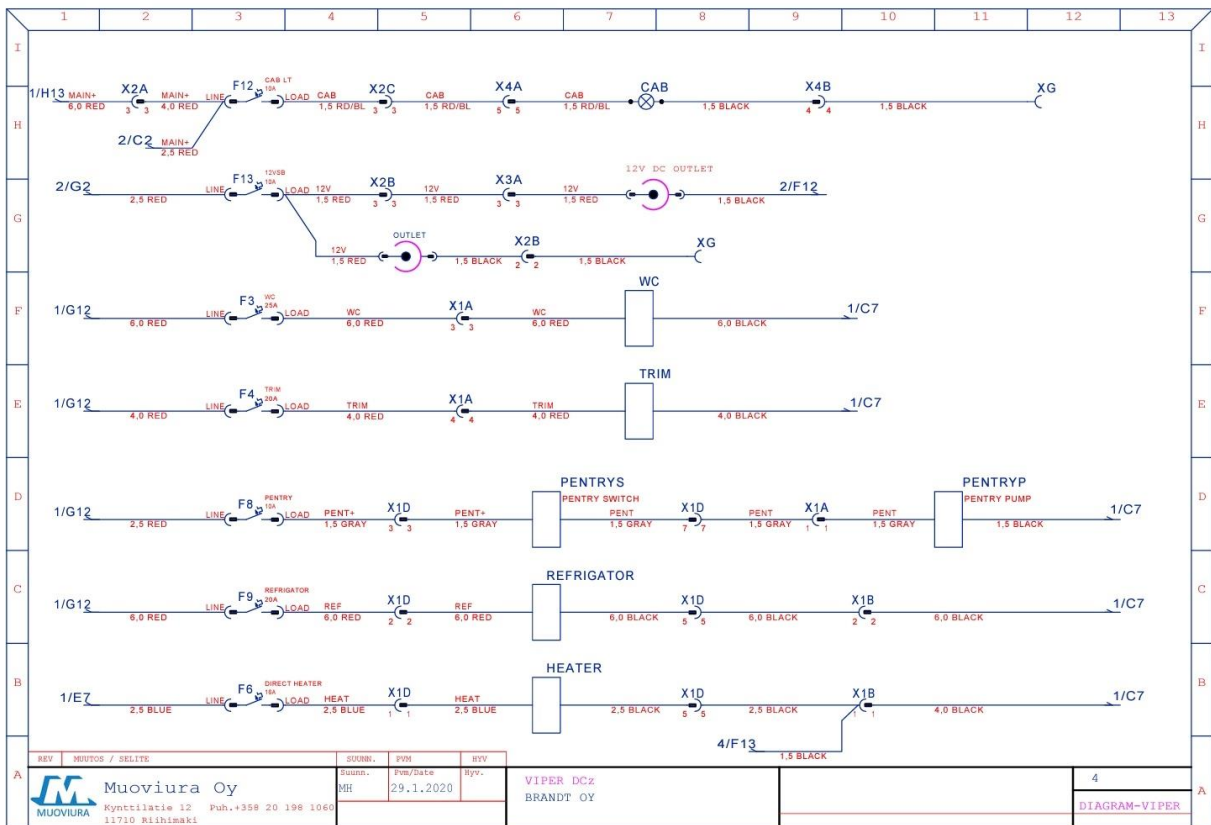 1 2 3 4 5 6 7 8 9 10 11 12 13
I I
CAB LT
1/H13 MAIN+ X2A MAIN+ F12 10A CAB X2C CAB X4A CAB CAB X4B XG
6,0 RED 3 3 4,0 RED LINE LOAD 1,5 RD/BL 3 3 1,5 RD/BL 5 5 1,5 RD/BL 1,5 BLACK 4 4 1,5 BLACK
H H
2/C2 MAIN+
2,5 RED
12V DC OUTLET
2/G2 F13 12VSB 10A 12V X2B 12V X3A 12V 2/F12
2,5 RED LINE LOAD 1,5 RED 3 3 1,5 RED 3 3 1,5 RED 1,5 BLACK
G G
OUTLET X2B XG
12V
1,5 RED 1,5 BLACK 2 2 1,5 BLACK
WC
1/G12 F3 WC 25A WC X1A WC 1/C7
F F
6,0 RED LINE LOAD 6,0 RED 3 3 6,0 RED 6,0 BLACK
TRIM
E E
1/G12 F4 TRIM 20A TRIM X1A TRIM 1/C7
4,0 RED LINE LOAD 4,0 RED 4 4 4,0 RED 4,0 BLACK
PENTRYS PENTRYP
D D
PENTRY SWITCH PENTRY PUMP
1/G12 F8 PENTRY 10A PENT+ X1D PENT+ PENT X1D PENT X1A PENT 1/C7
2,5 RED LINE LOAD 1,5 GRAY 3 3 1,5 GRAY 1,5 GRAY 7 7 1,5 GRAY 1 1 1,5 GRAY 1,5 BLACK
REFRIGATOR
C C
1/G12 F9 REFRIGATOR 20A REF X1D REF X1D X1B 1/C7
6,0 RED LINE LOAD 6,0 RED 2 2 6,0 RED 6,0 BLACK 5 5 6,0 BLACK 2 2 6,0 BLACK
HEATER
B B
1/E7 F6 DIRECT HEATER HEAT X1D HEAT X1D X1B 1/C7
2,5 BLUE LINE LOAD 2,5 BLUE 1 1 2,5 BLUE 2,5 BLACK 5 5 2,5 BLACK 1 1 4,0 BLACK
4/F13
1,5 BLACK
A A
REV MUUTOS / SELITE SUUNN. PVM HYV
Suunn. Pvm/Date Hyv.
MH 29.1.2020
MUOVIURA
Muoviura Oy
Kynttilätie 12 Puh.+358 20 198 1060
11710 Riihimäki
VIPER DCz
BRANDT OY
4
DIAGRAM-VIPER